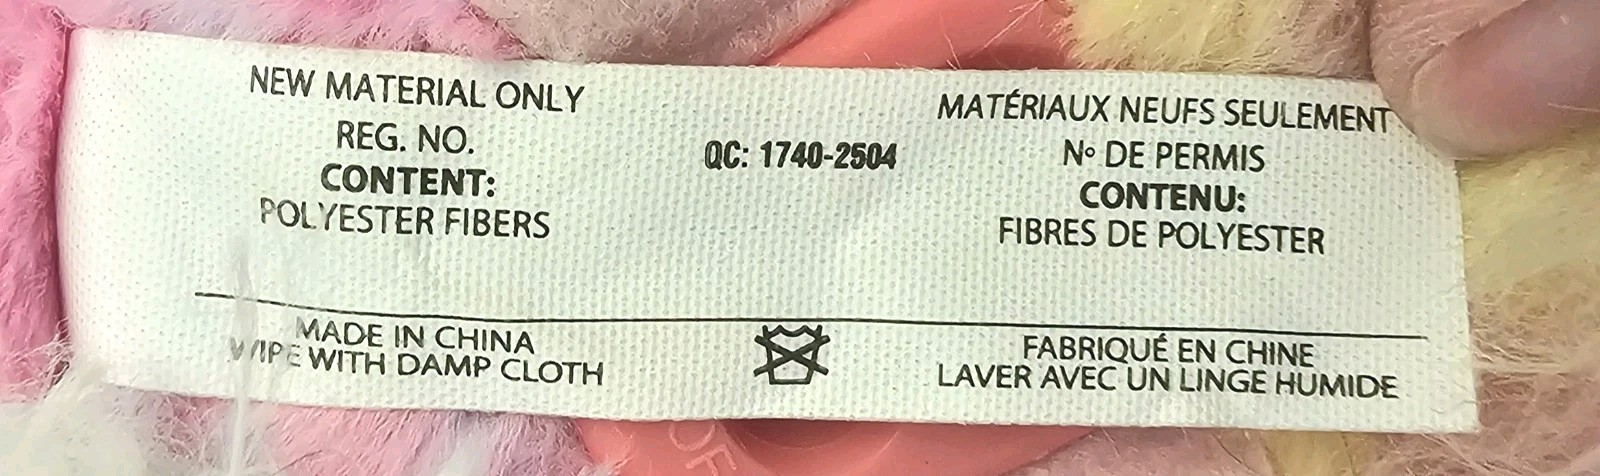 NEW MATERIAL ONLY
REG. NO.
CONTENT:
POLYESTER FIBERS
QC: 1740-2504
MATÉRIAUX NEUFS SEULEMENT
Nº DE PERMIS
CONTENU:
FIBRES DE POLYESTER
MADE IN CHINA
WIPE WITH DAMP CLOTH
FABRIQUÉ EN CHINE
LAVER AVEC UN LINGE HUMIDE